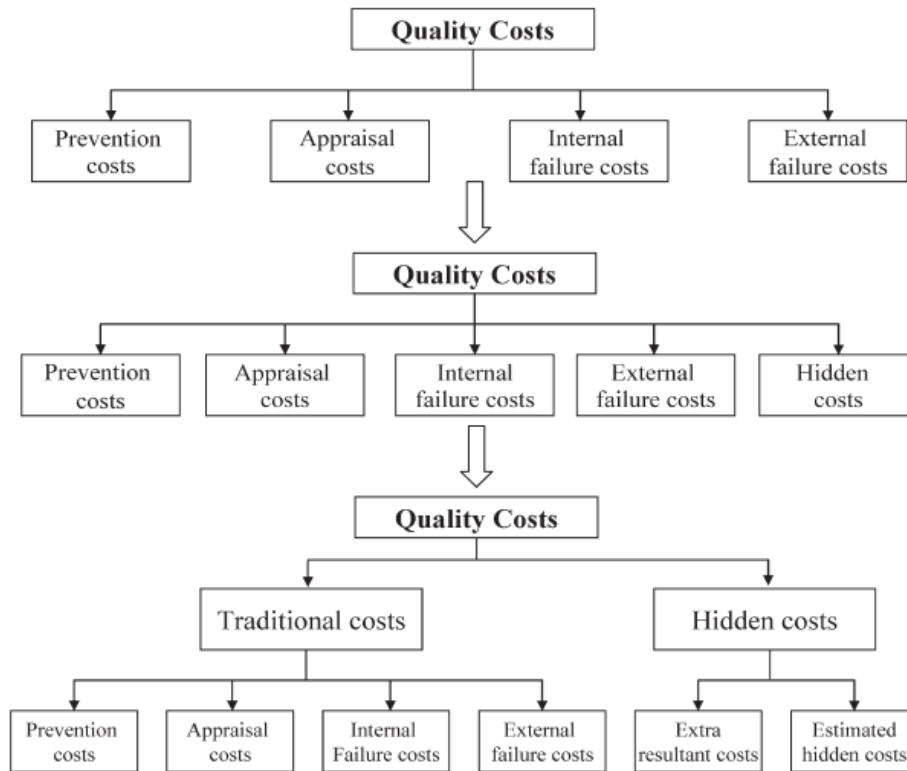 Quality Costs
Prevention
costs
Appraisal
costs
Internal
failure costs
External
failure costs
Quality Costs
Prevention
costs
Appraisal
costs
Internal
failure costs
External
failure costs
Hidden
costs
Quality Costs
Traditional costs
Hidden costs
Prevention
costs
Appraisal
costs
Internal
Failure costs
External
failure costs
Extra
resultant costs
Estimated
hidden costs